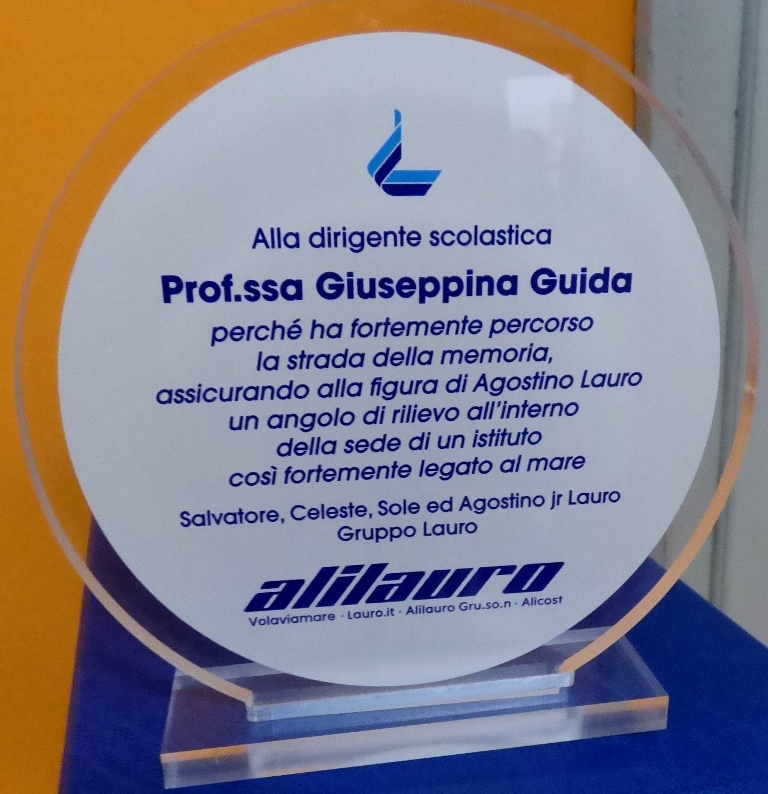 Alla dirigente scolastica
Prof.ssa Giuseppina Guida
perché ha fortemente percorso
la strada della memoria,
assicurando alla figura di Agostino Lauro
un angolo di rilievo all'interno
della sede di un istituto
così fortemente legato al mare
Salvatore, Celeste, Sole ed Agostino jr Lauro
Gruppo Lauro
alilauro
Volaviamare · Lauro.it · Alilauro Gru.so.n · Alicost